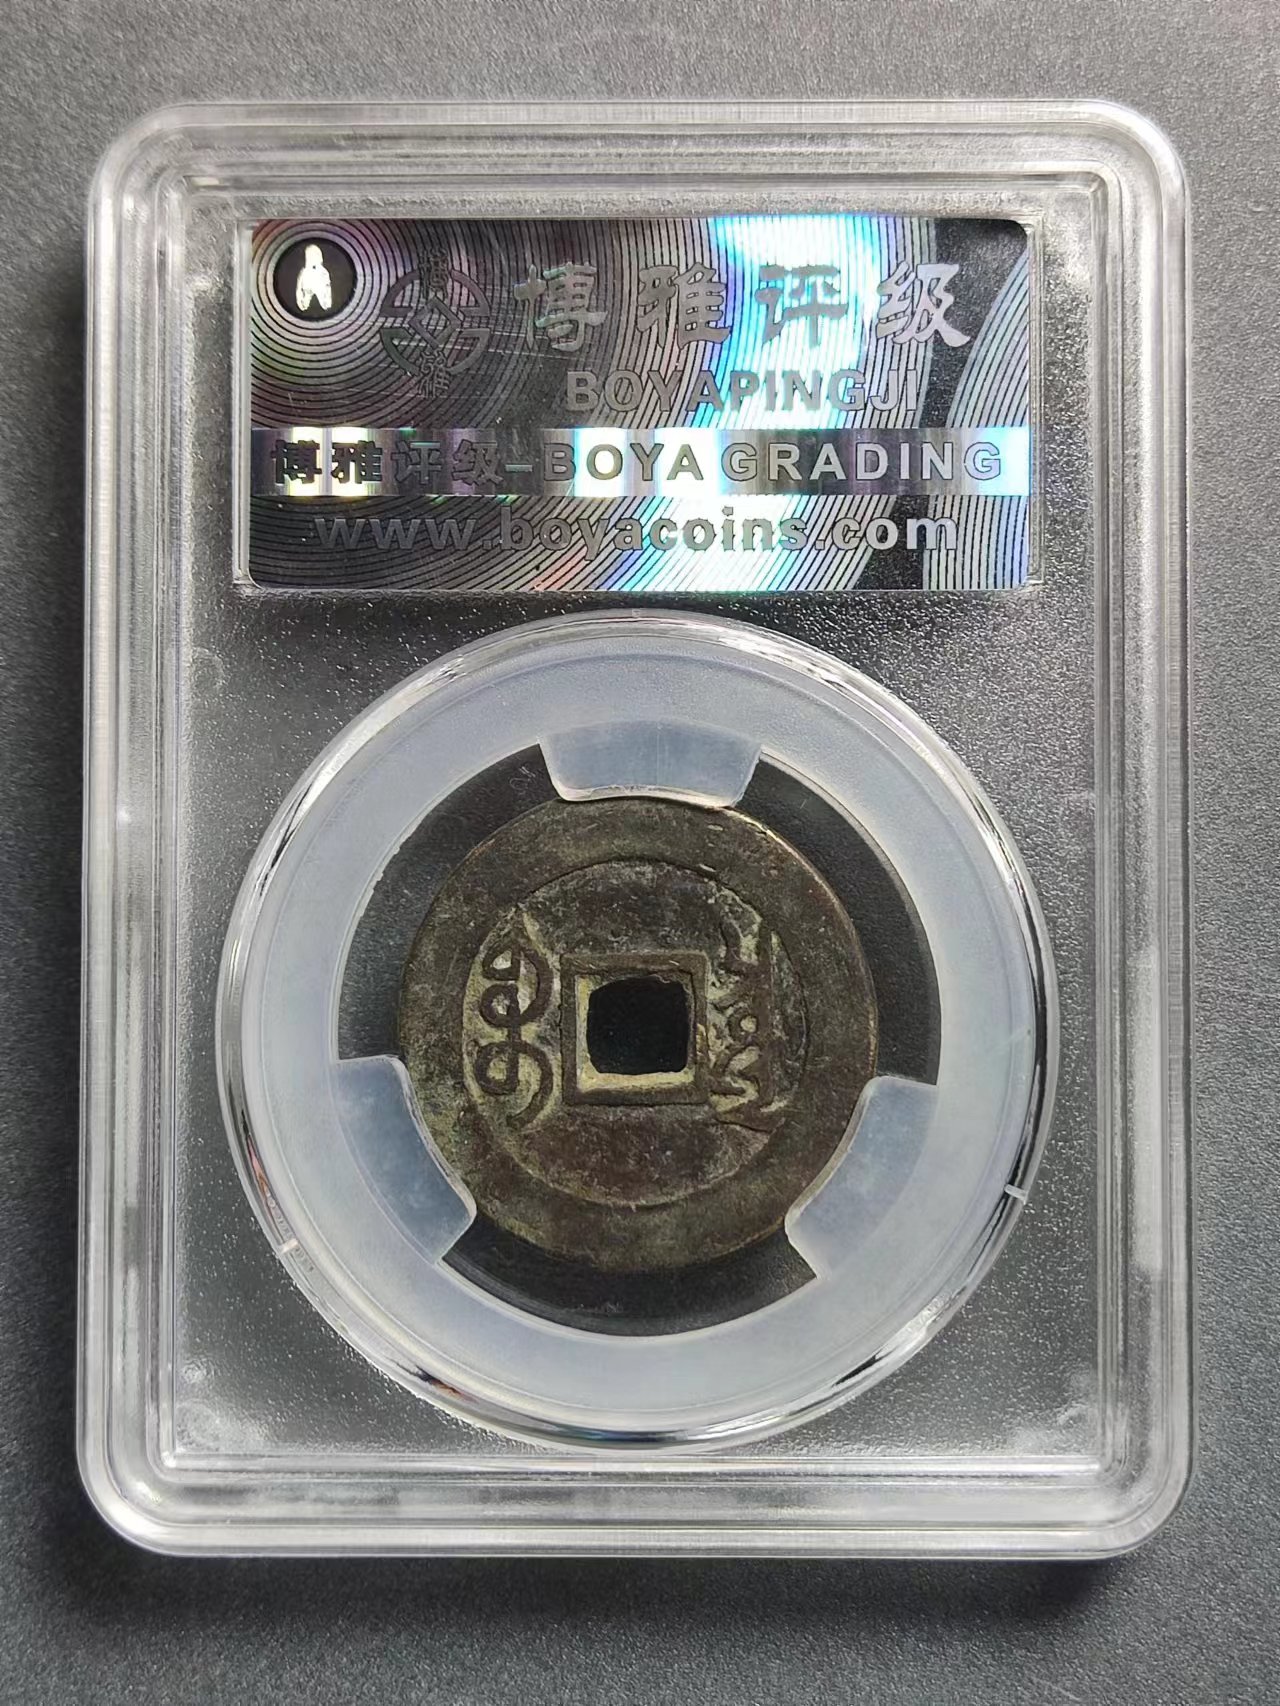 博雅评级
BOYAPINGJI
博雅评级-BOYA GRADING
www.boyacoins.com